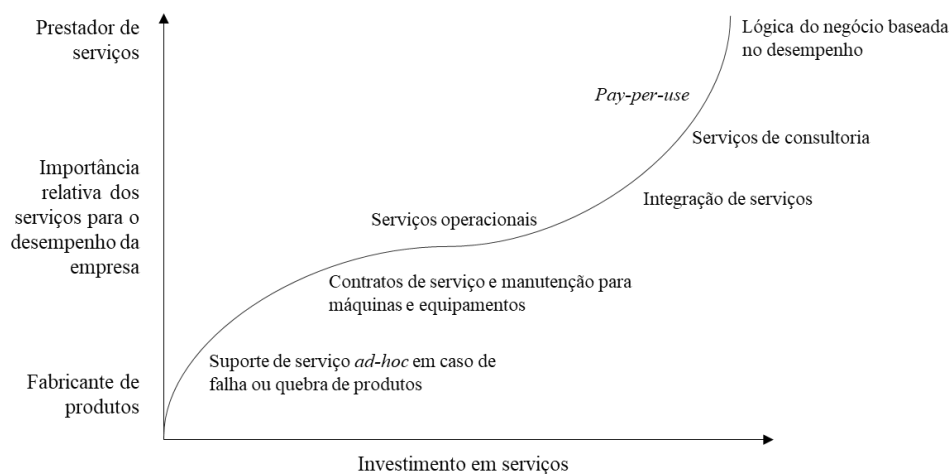 Prestador de
serviços
Lógica do negócio baseada
no desempenho
Pay-per-use
Serviços de consultoria
Importância
relativa dos
serviços para o
desempenho da
empresa
Integração de serviços
Serviços operacionais
Contratos de serviço e manutenção para
máquinas e equipamentos
Suporte de serviço ad-hoc em caso de
falha ou quebra de produtos
Fabricante de
produtos
Investimento em serviços